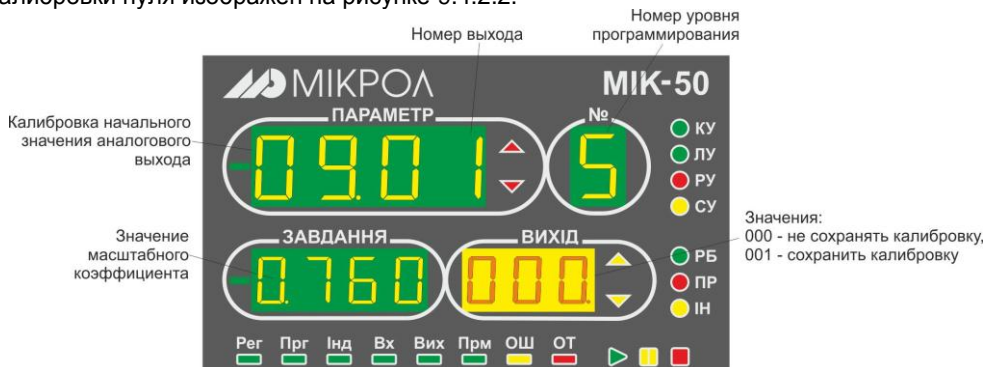 калибровки нуля изображен на рисунке 9.4.2.2.
Номер уровня
программирования
Номер выхода
МІКРОЛ
МІК-50
Калибровка начального
значения аналогового
выхода
ПАРАМЕТР
№
09.01
5
КУ
ЛУ
РУ
СУ
Значение
масштабного
коэффициента
ЗАВДАННЯ
ВИХІД
0.760
000.
Значения:
000 - не сохранять калибровку,
001 - сохранить калибровку
РБ
ПР
ІН
Рег Прг Інд Вх Вих Прм ОШ ОТ